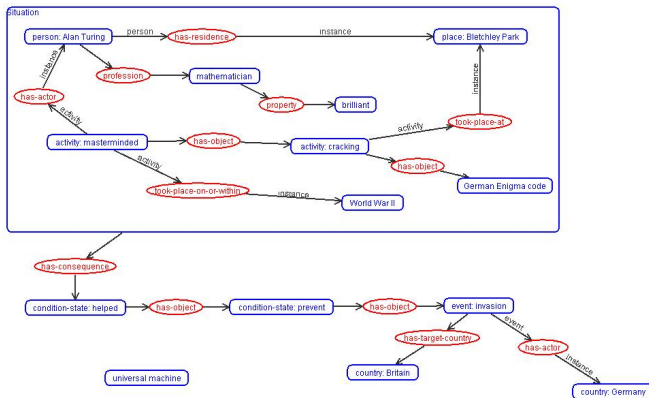 Situation
person: Alan Turing
person
has-residence
instance
place: Bletchley Park
instance
profession
mathematician
instance
has-actor
property
brilliant
activity
activity
took-place-at
activity: masterminded
has-object
activity: cracking
activity
has-object
took-place-on-or-within
instance
World War II
German Enigma code
has-consequence
condition-state: helped
has-object
condition-state: prevent
has-object
event: invasion
event
has-target-country
has-actor
instance
universal machine
country: Britain
country: Germany